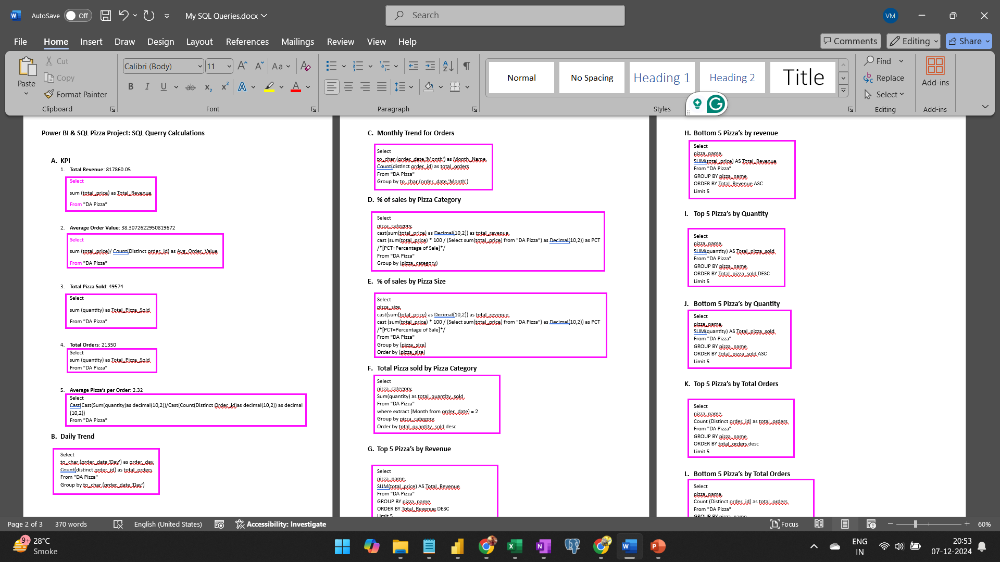 AutoSave Off My SQL Queries.docx Search VM
File Home Insert Draw Design Layout References Mailings Review View Help Comments Editing Share
Paste Cut Copy Format Painter Clipboard
Calibri (Body) 11 Aa Font
Paragraph
Normal No Spacing Heading 1 Heading 2 Title Styles
Find Replace Select Editing
Add-ins Add-ins
Power BI & SQL Pizza Project: SQL Querry Calculations
A. KPI
1. Total Revenue: 817860.05
Select
sum (total_price) as Total_Revenue
From "DA Pizza"
2. Average Order Value: 38.3072622950819672
Select
sum (total_price)/ Count(Distinct order_id) as Avg_Order_Value
From "DA Pizza"
3. Total Pizza Sold: 49574
Select
sum (quantity) as Total_Pizza_Sold
From "DA Pizza"
4. Total Orders: 21350
Select
sum (quantity) as Total_Pizza_Sold
From "DA Pizza"
5. Average Pizza's per Order: 2.32
Select
Cast(Cast(Sum(quantity)as decimal(10,2))/Cast(Count(Distinct Order_id)as decimal(10,2)) as decimal
(10,2))
From "DA Pizza"
B. Daily Trend
Select
to_char (order_date,'Day') as order_day,
Count(distinct order_id) as total_orders
From "DA Pizza"
Group by to_char (order_date,'Day')
C. Monthly Trend for Orders
Select
to_char (order_date,'Month') as Month_Name,
Count(distinct order_id) as total_orders
From "DA Pizza"
Group by to_char (order_date,'Month')
D. % of sales by Pizza Category
Select
pizza_category,
cast(sum(total_price) as Decimal(10,2)) as total_revenue,
cast (sum(total_price) * 100 / (Select sum(total_price) from "DA Pizza") as Decimal(10,2)) as PCT
/*[PCT=Percentage of Sale]*/
From "DA Pizza"
Group by (pizza_category)
E. % of sales by Pizza Size
Select
pizza_size,
cast(sum(total_price) as Decimal(10,2)) as total_revenue,
cast (sum(total_price) * 100 / (Select sum(total_price) from "DA Pizza") as Decimal(10,2)) as PCT
/*[PCT=Percentage of Sale]*/
From "DA Pizza"
Group by (pizza_size)
Order by (pizza_size)
F. Total Pizza sold by Pizza Category
Select
pizza_category,
Sum(quantity) as total_quantity_sold
From "DA Pizza"
where extract (Month from order_date) = 2
Group by pizza_category
Order by total_quantity_sold desc
G. Top 5 Pizza's by Revenue
Select
pizza_name,
SUM(total_price) AS Total_Revenue
From "DA Pizza"
GROUP BY pizza_name
ORDER BY Total_Revenue DESC
Limit 5
H. Bottom 5 Pizza's by revenue
Select
pizza_name,
SUM(total_price) AS Total_Revenue
From "DA Pizza"
GROUP BY pizza_name
ORDER BY Total_Revenue ASC
Limit 5
I. Top 5 Pizza's by Quantity
Select
pizza_name,
SUM(quantity) AS Total_pizza_sold
From "DA Pizza"
GROUP BY pizza_name
ORDER BY Total_pizza_sold DESC
Limit 5
J. Bottom 5 Pizza's by Quantity
Select
pizza_name,
SUM(quantity) AS Total_pizza_sold
From "DA Pizza"
GROUP BY pizza_name
ORDER BY Total_pizza_sold ASC
Limit 5
K. Top 5 Pizza's by Total Orders
Select
pizza_name,
Count (Distinct order_id) as total_orders
From "DA Pizza"
GROUP BY pizza_name
ORDER BY total_orders desc
Limit 5
L. Bottom 5 Pizza's by Total Orders
Select
pizza_name,
Count (Distinct order_id) as total_orders
From "DA Pizza"
GROUP BY pizza_name
Page 2 of 3 370 words English (United States) Accessibility: Investigate Focus 60%
9+ 28°C
Smoke
ENG
IN
20:53
07-12-2024